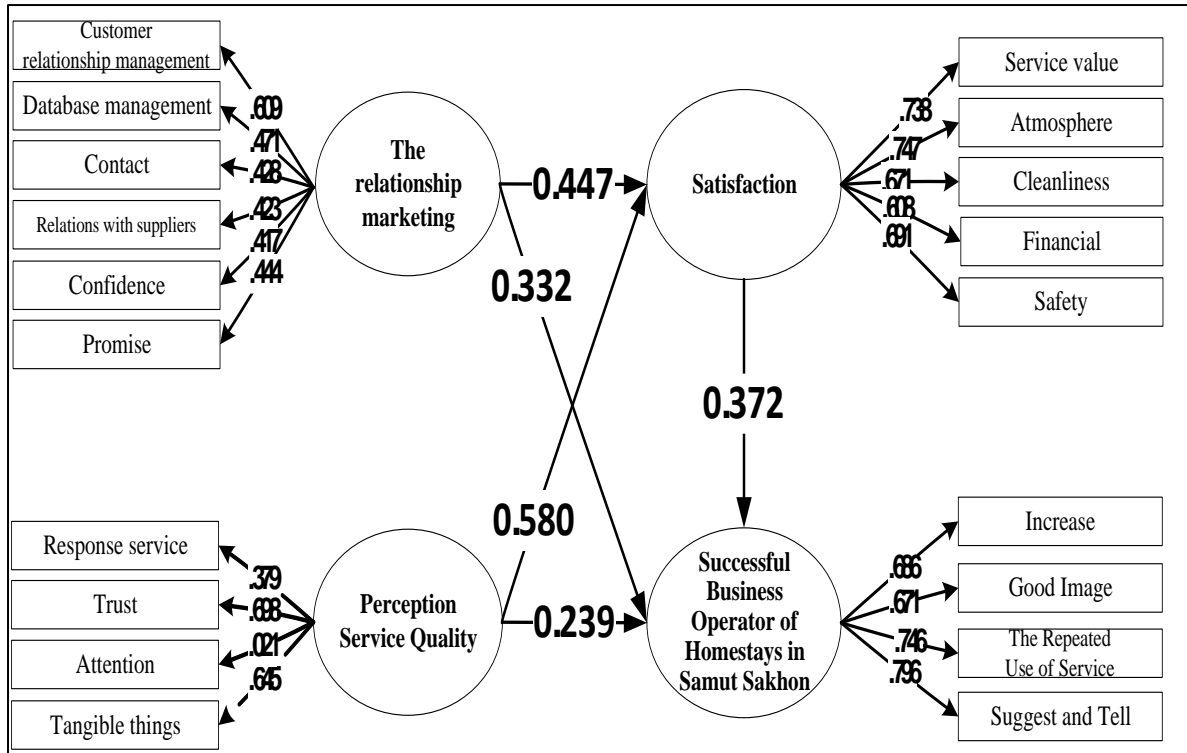 Customer
relationship management
Database management
Contact
Relations with suppliers
Confidence
Promise
.609
.471
.428
.423
.417
.444
The
relationship
marketing
0.447
0.332
Satisfaction
.738
.747
.671
.608
.691
Service value
Atmosphere
Cleanliness
Financial
Safety
0.372
Response service
Trust
Attention
Tangible things
.379
.698
.021
.645
Perception
Service Quality
0.580
0.239
Successful
Business
Operator of
Homestays in
Samut Sakhon
.686
.671
.746
.796
Increase
Good Image
The Repeated
Use of Service
Suggest and Tell